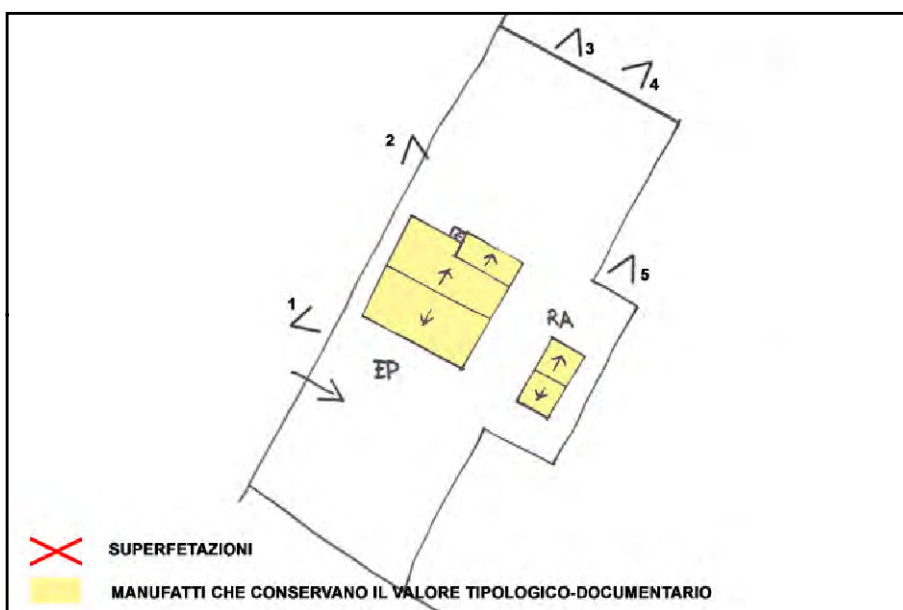 3
4
2
5
1
RA
EP
SUPERFETAZIONI
MANUFATTI CHE CONSERVANO IL VALORE TIPOLOGICO-DOCUMENTARIO